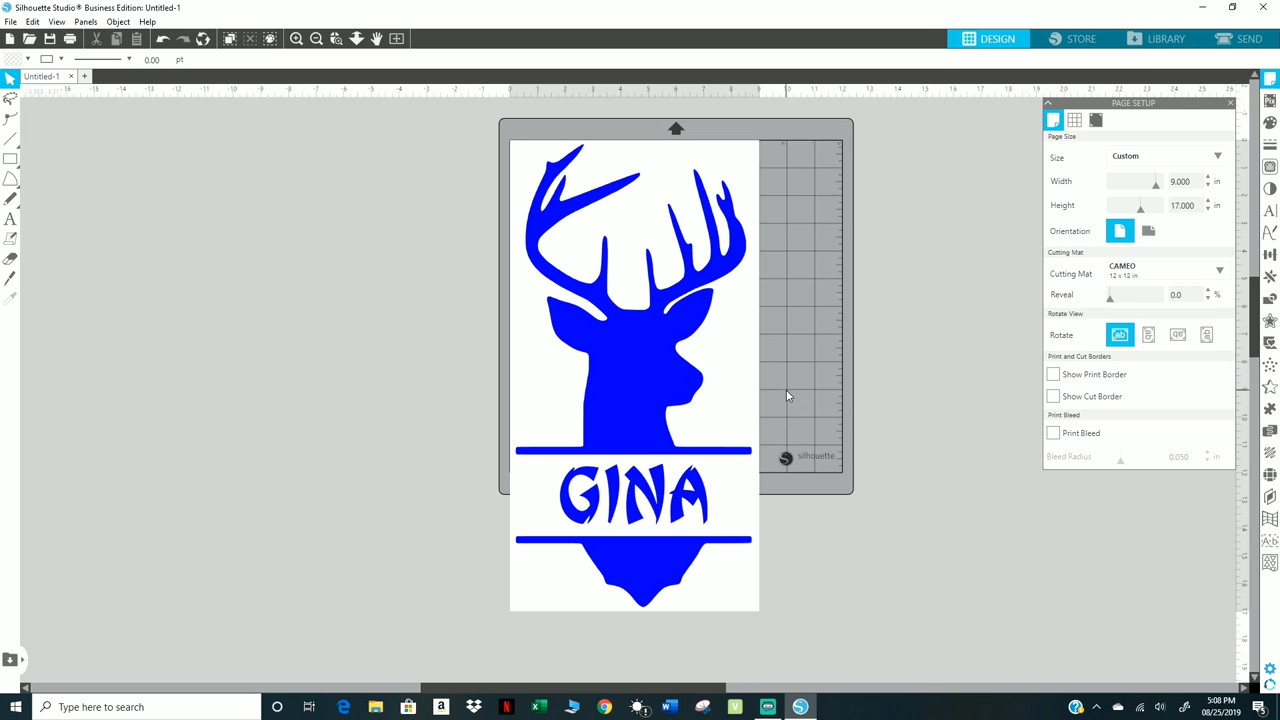 Silhouette Studio® Business Edition: Untitled-1
File Edit View Panels Object Help
DESIGN STORE LIBRARY SEND
0.00 pt
Untitled-1 × +
PAGE SETUP
Page Size
Size Custom
Width 9.000 in
Height 17.000 in
Orientation
Cutting Mat
Cutting Mat CAMEO
12 x 12 in
Reveal 0.0 %
Rotate View
Rotate
Print and Cut Borders
Show Print Border
Show Cut Border
Print Bleed
Print Bleed
Bleed Radius 0.050 in
silhouette
GINA
Type here to search
5:08 PM
08/25/2019